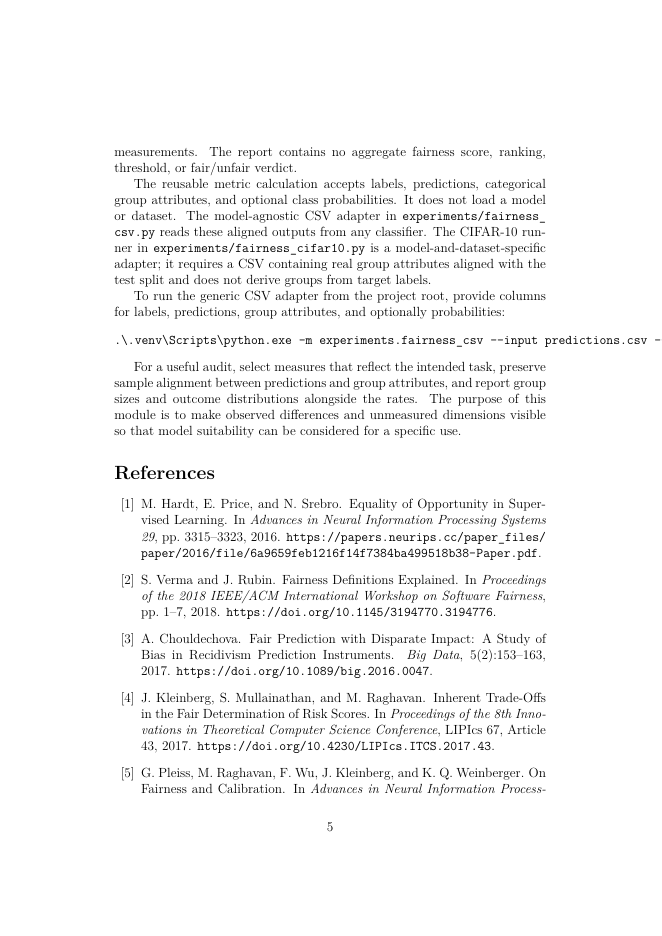 measurements. The report contains no aggregate fairness score, ranking,
threshold, or fair/unfair verdict.
The reusable metric calculation accepts labels, predictions, categorical
group attributes, and optional class probabilities. It does not load a model
or dataset. The model-agnostic CSV adapter in experiments/fairness_
csv.py reads these aligned outputs from any classifier. The CIFAR-10 run-
ner in experiments/fairness_cifar10.py is a model-and-dataset-specific
adapter; it requires a CSV containing real group attributes aligned with the
test split and does not derive groups from target labels.
To run the generic CSV adapter from the project root, provide columns
for labels, predictions, group attributes, and optionally probabilities:
.\.venv\Scripts\python.exe -m experiments.fairness_csv --input predictions.csv -
For a useful audit, select measures that reflect the intended task, preserve
sample alignment between predictions and group attributes, and report group
sizes and outcome distributions alongside the rates. The purpose of this
module is to make observed differences and unmeasured dimensions visible
so that model suitability can be considered for a specific use.
References
[1] M. Hardt, E. Price, and N. Srebro. Equality of Opportunity in Super-
vised Learning. In Advances in Neural Information Processing Systems
29, pp. 3315–3323, 2016. https://papers.neurips.cc/paper_files/
paper/2016/file/6a9659feb1216f14f7384ba499518b38-Paper.pdf.
[2] S. Verma and J. Rubin. Fairness Definitions Explained. In Proceedings
of the 2018 IEEE/ACM International Workshop on Software Fairness,
pp. 1–7, 2018. https://doi.org/10.1145/3194770.3194776.
[3] A. Chouldechova. Fair Prediction with Disparate Impact: A Study of
Bias in Recidivism Prediction Instruments. Big Data, 5(2):153–163,
2017. https://doi.org/10.1089/big.2016.0047.
[4] J. Kleinberg, S. Mullainathan, and M. Raghavan. Inherent Trade-Offs
in the Fair Determination of Risk Scores. In Proceedings of the 8th Inno-
vations in Theoretical Computer Science Conference, LIPIcs 67, Article
43, 2017. https://doi.org/10.4230/LIPIcs.ITCS.2017.43.
[5] G. Pleiss, M. Raghavan, F. Wu, J. Kleinberg, and K. Q. Weinberger. On
Fairness and Calibration. In Advances in Neural Information Process-
5